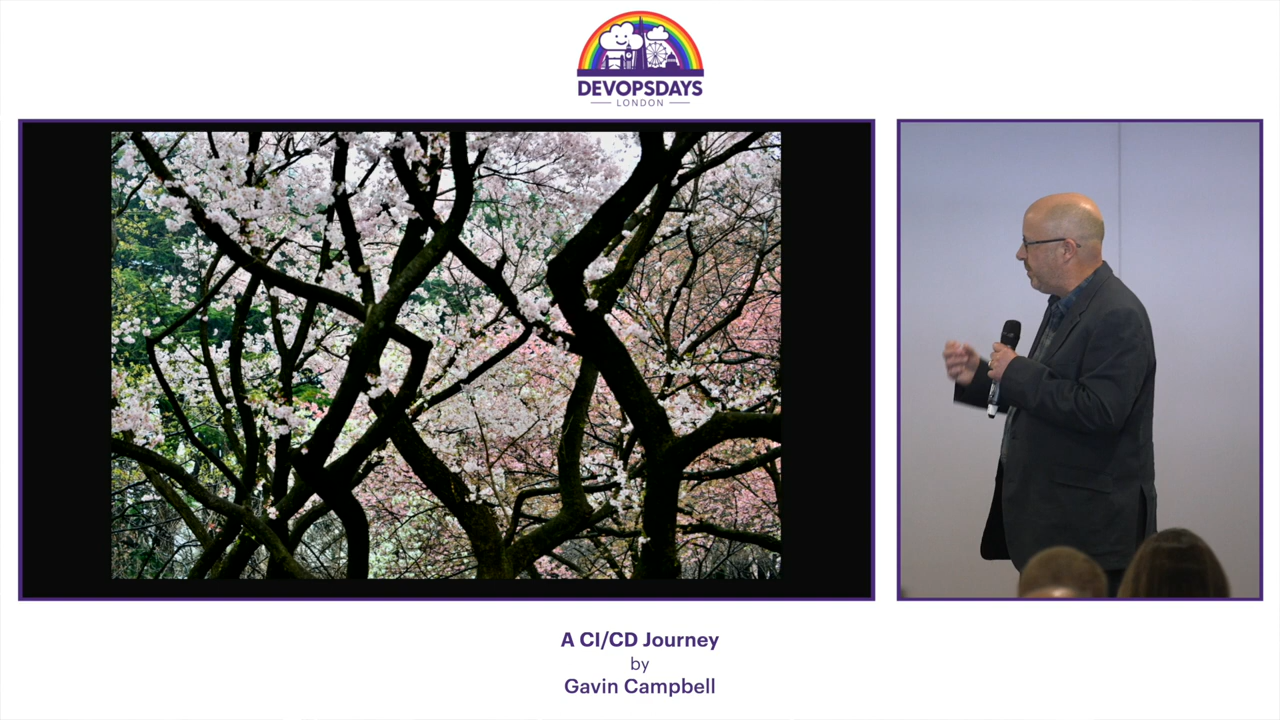 DEVOPSDAYS
LONDON
A CI/CD Journey
by
Gavin Campbell